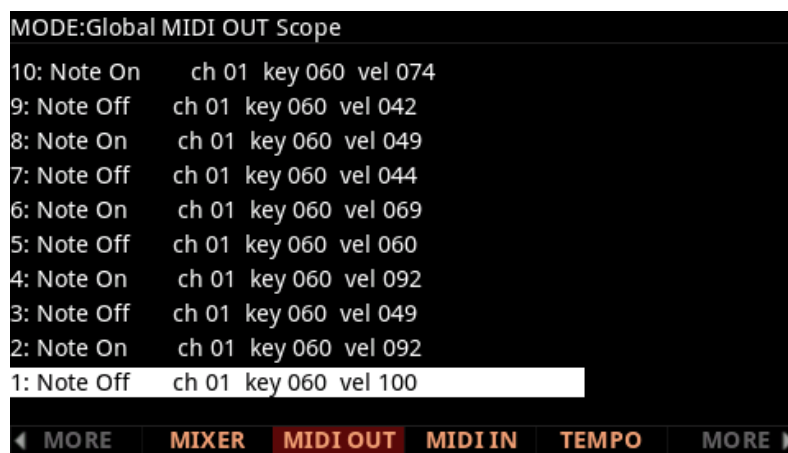 MODE:Global MIDI OUT Scope
10: Note On ch 01 key 060 vel 074
9: Note Off ch 01 key 060 vel 042
8: Note On ch 01 key 060 vel 049
7: Note Off ch 01 key 060 vel 044
6: Note On ch 01 key 060 vel 069
5: Note Off ch 01 key 060 vel 060
4: Note On ch 01 key 060 vel 092
3: Note Off ch 01 key 060 vel 049
2: Note On ch 01 key 060 vel 092
1: Note Off ch 01 key 060 vel 100
MORE MIXER MIDI OUT MIDI IN TEMPO MORE